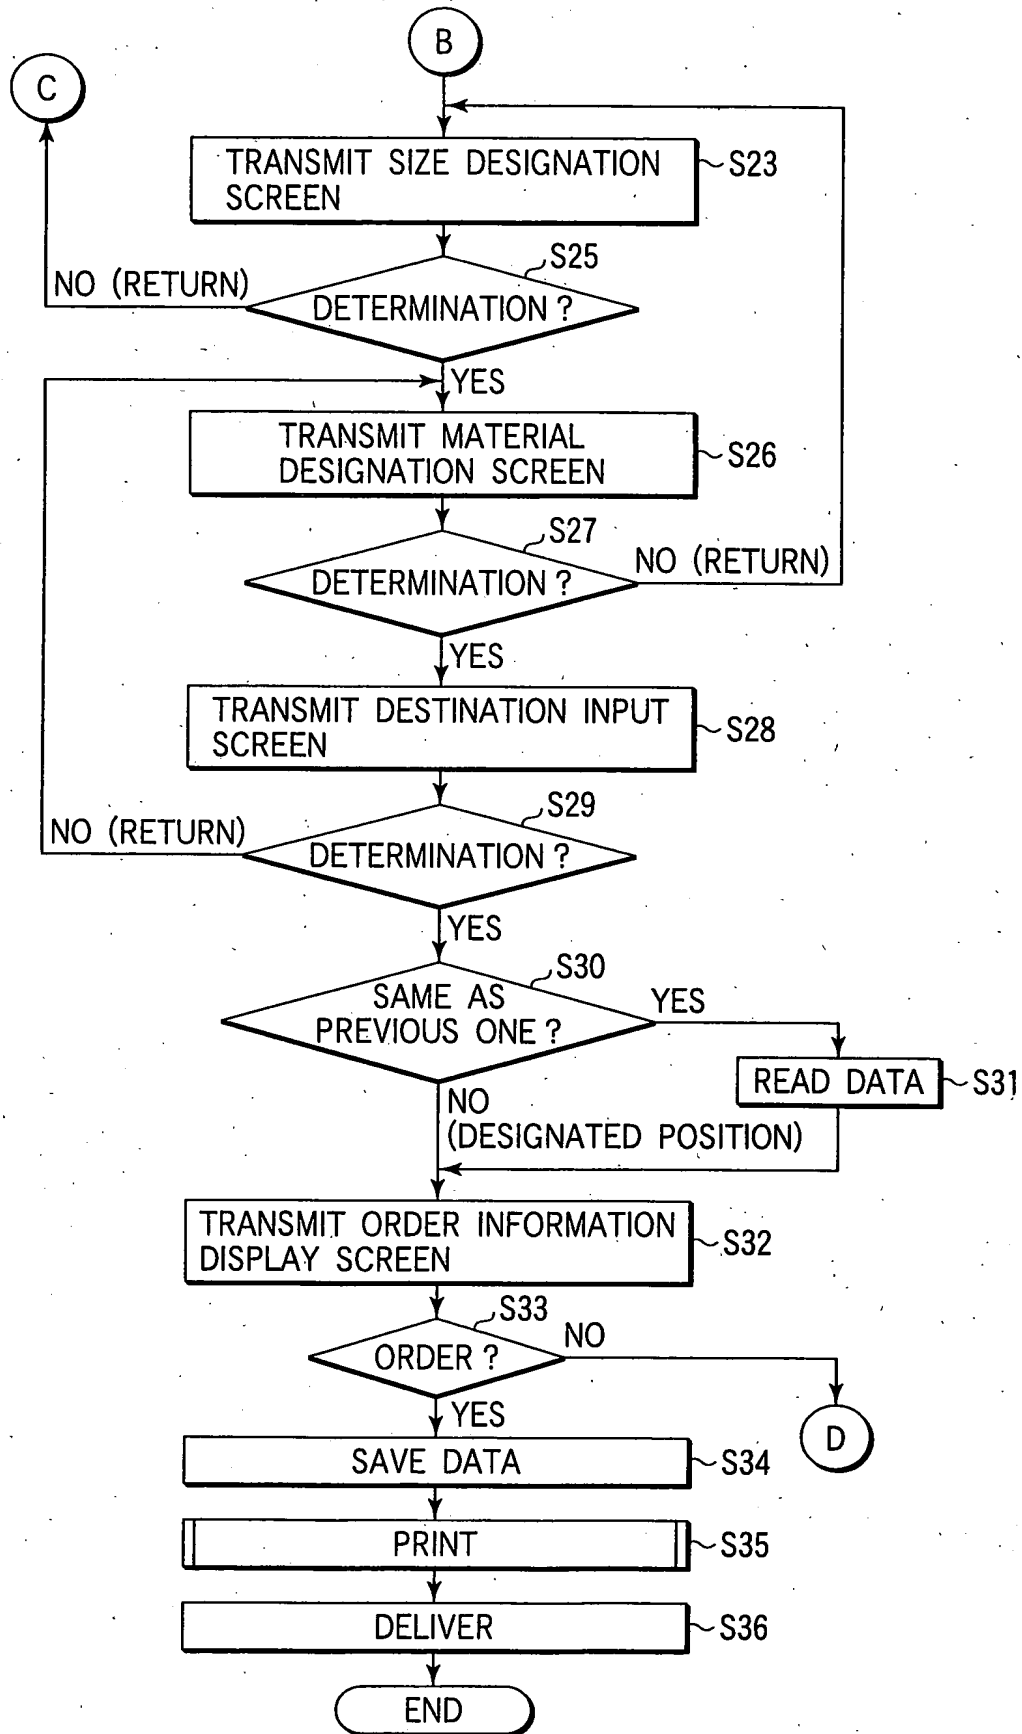 B
C
TRANSMIT SIZE DESIGNATION
SCREEN
S23
S25
NO (RETURN)
DETERMINATION?
YES
TRANSMIT MATERIAL
DESIGNATION SCREEN
S26
S27
NO (RETURN)
DETERMINATION?
YES
TRANSMIT DESTINATION INPUT
SCREEN
S28
S29
NO (RETURN)
DETERMINATION?
YES
S30
SAME AS
PREVIOUS ONE?
YES
READ DATA
S31
NO
(DESIGNATED POSITION)
TRANSMIT ORDER INFORMATION
DISPLAY SCREEN
S32
S33
ORDER?
NO
D
YES
SAVE DATA
S34
PRINT
S35
DELIVER
S36
END